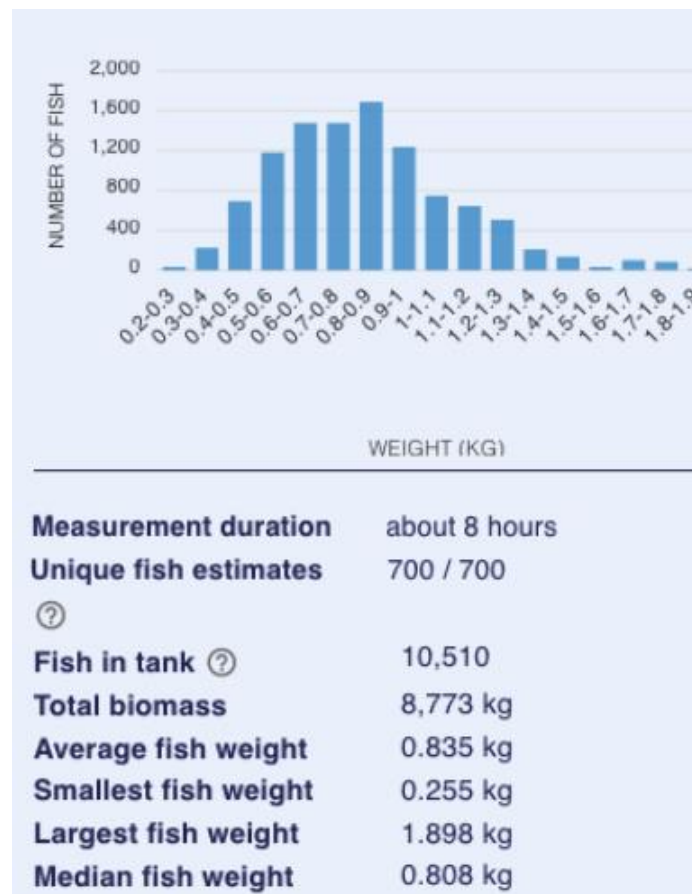 2,000
1,600
1,200
800
400
0
NUMBER OF FISH
0.2-0.3
0.3-0.4
0.4-0.5
0.5-0.6
0.6-0.7
0.7-0.8
0.8-0.9
0.9-1
1-1.1
1.1-1.2
1.2-1.3
1.3-1.4
1.4-1.5
1.5-1.6
1.6-1.7
1.7-1.8
1.8-1.9
WEIGHT (KG)
Measurement duration about 8 hours
Unique fish estimates 700 / 700
?
Fish in tank ? 10,510
Total biomass 8,773 kg
Average fish weight 0.835 kg
Smallest fish weight 0.255 kg
Largest fish weight 1.898 kg
Median fish weight 0.808 kg